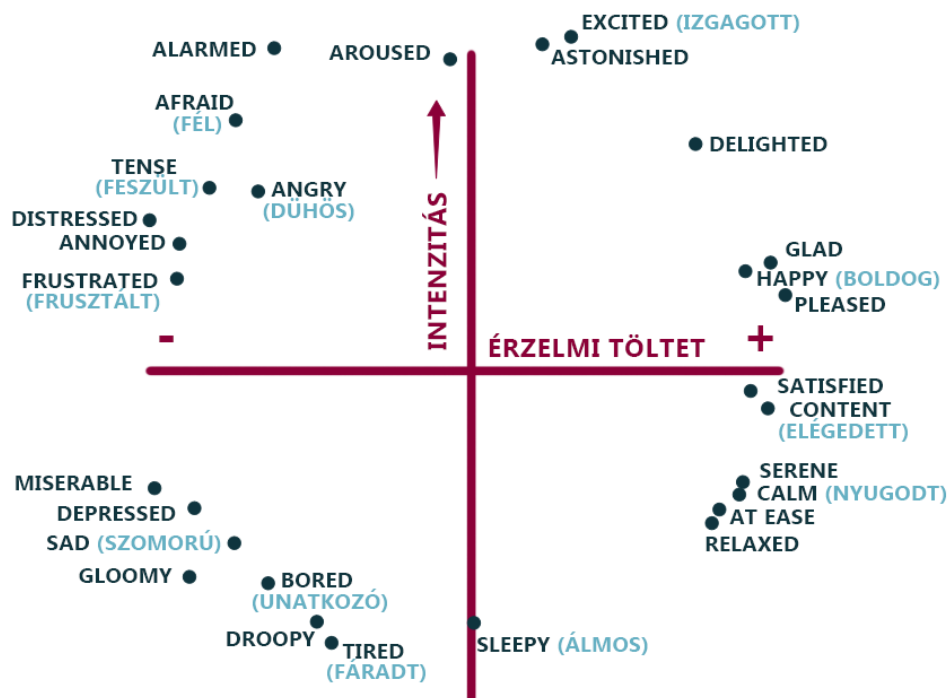 EXCITED (IZGAGOTT)
ALARMED
AROUSED
ASTONISHED
AFRAID
(FÉL)
DELIGHTED
TENSE
(FESZÜLT)
ANGRY
(DÜHÖS)
DISTRESSED
ANNOYED
FRUSTRATED
(FRUSZTÁLT)
INTENZITÁS
GLAD
HAPPY (BOLDOG)
PLEASED
-
ÉRZELMI TÖLTET
+
SATISFIED
CONTENT
(ELÉGEDETT)
SERENE
CALM (NYUGODT)
AT EASE
RELAXED
MISERABLE
DEPRESSED
SAD (SZOMORÚ)
GLOOMY
BORED
(UNATKOZÓ)
DROOPY
TIRED
(FÁRADT)
SLEEPY (ÁLMOS)